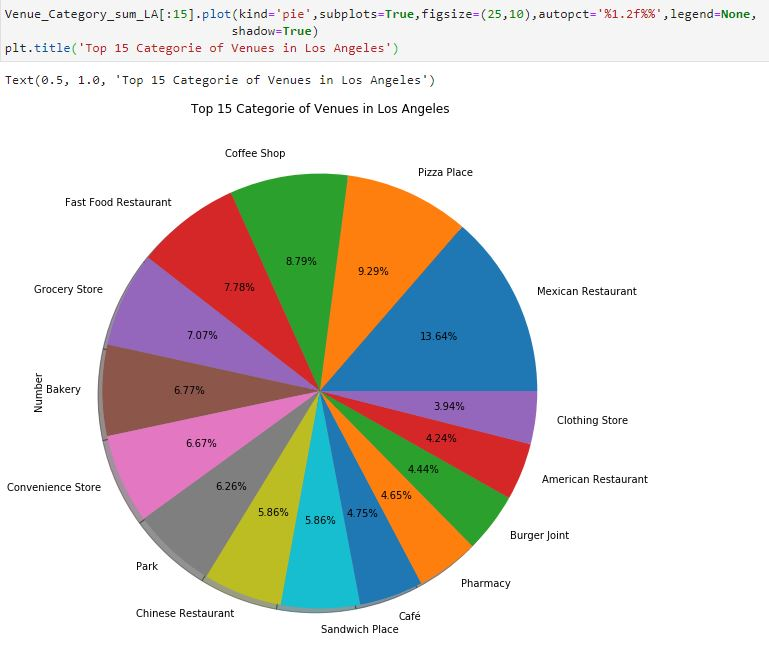 Venue_Category_sum_LA[:15].plot(kind='pie',subplots=True,figsize=(25,10),autopct='%1.2f%%',legend=None,
shadow=True)
plt.title('Top 15 Categorie of Venues in Los Angeles')
Text(0.5, 1.0, 'Top 15 Categorie of Venues in Los Angeles')
Top 15 Categorie of Venues in Los Angeles
Coffee Shop
Pizza Place
Fast Food Restaurant
8.79%
9.29%
7.78%
Grocery Store
Mexican Restaurant
7.07%
13.64%
Number
Bakery
6.77%
3.94%
Clothing Store
6.67%
4.24%
4.44%
American Restaurant
Convenience Store
6.26%
4.65%
5.86%
5.86%
4.75%
Burger Joint
Park
Pharmacy
Chinese Restaurant
Café
Sandwich Place